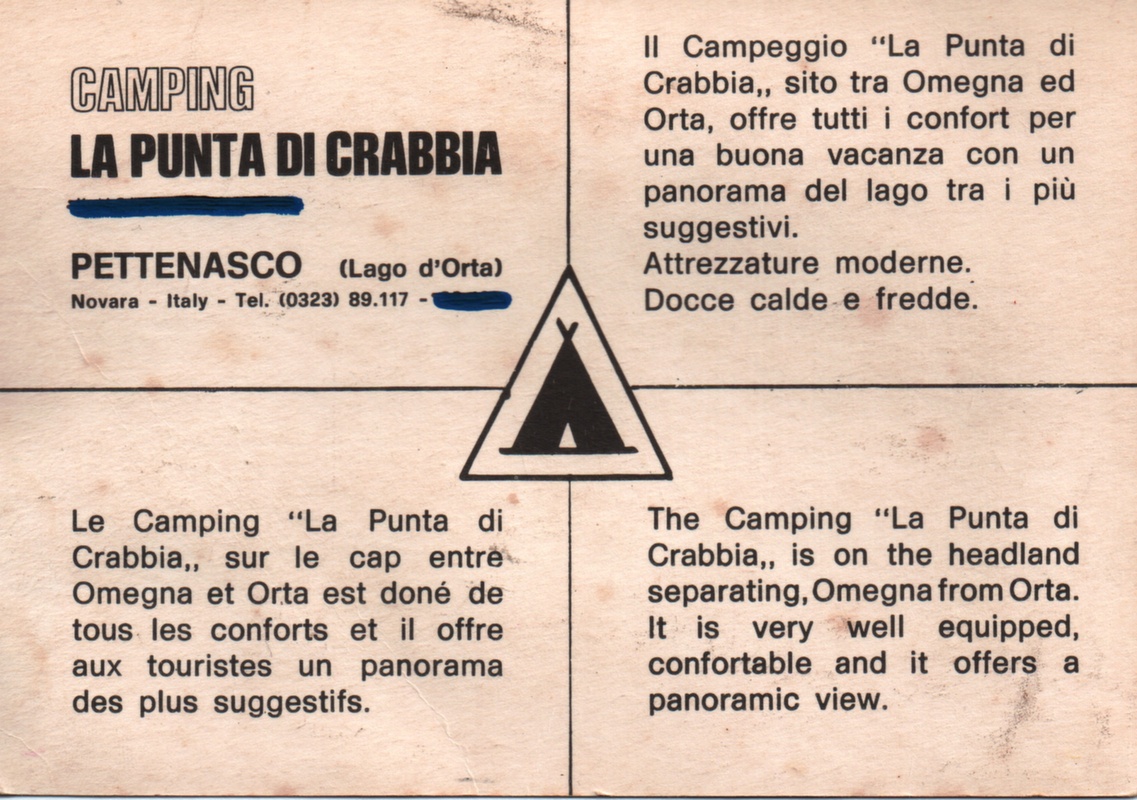 CAMPING
LA PUNTA DI CRABBIA
PETTENASCO (Lago d'Orta)
Novara - Italy - Tel. (0323) 89.117 -
Il Campeggio “La Punta di
Crabbia,, sito tra Omegna ed
Orta, offre tutti i confort per
una buona vacanza con un
panorama del lago tra i più
suggestivi.
Attrezzature moderne.
Docce calde e fredde.
Le Camping “La Punta di
Crabbia,, sur le cap entre
Omegna et Orta est doné de
tous les conforts et il offre
aux touristes un panorama
des plus suggestifs.
The Camping “La Punta di
Crabbia,, is on the headland
separating, Omegna from Orta.
It is very well equipped,
confortable and it offers a
panoramic view.